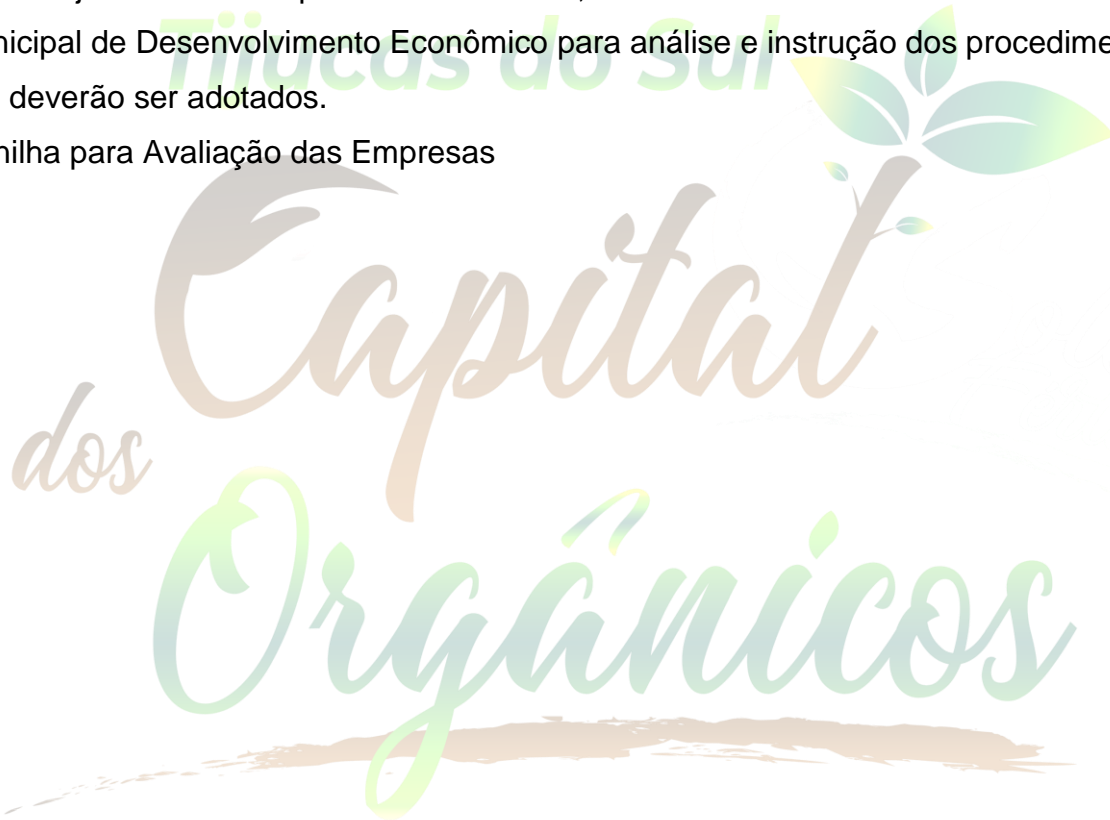 nicipal de Desenvolvimento Econômico para análise e instrução dos procedime
deverão ser adotados.
nilha para Avaliação das Empresas
Tijucas do Sul
Capital
dos
Orgânicos